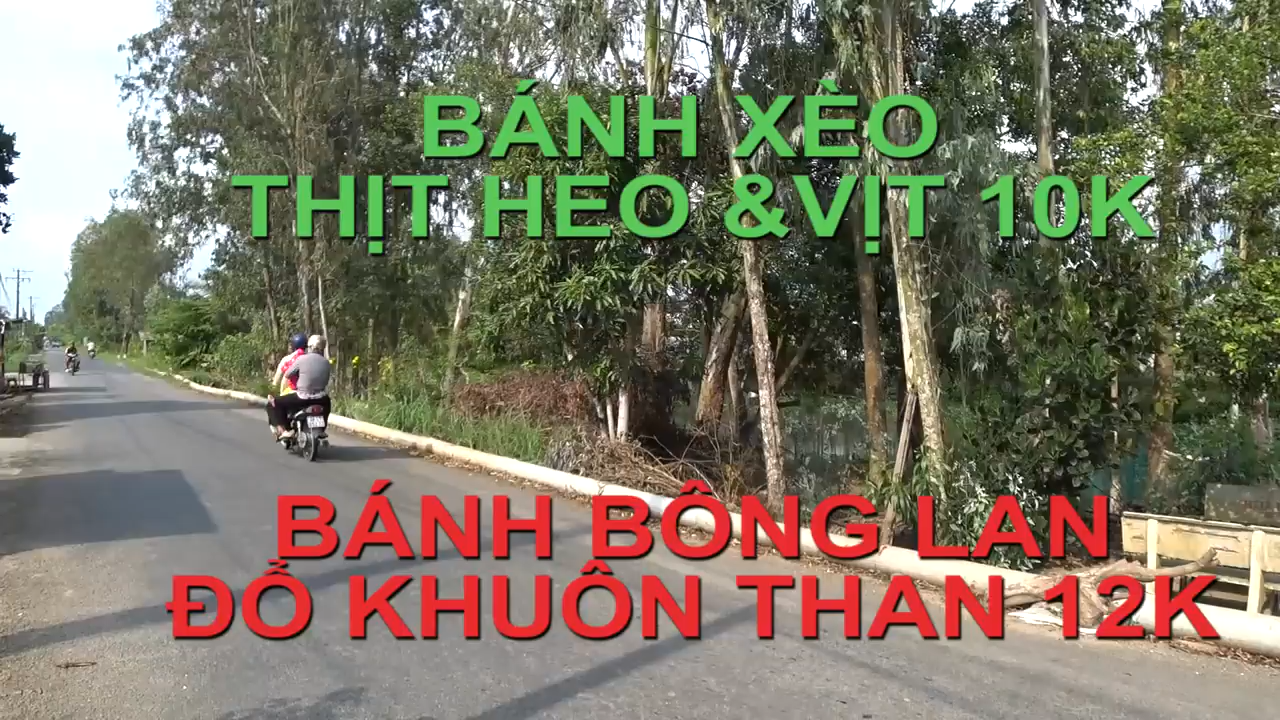 BÁNH XÈO
THỊT HEO &VỊT 10K
BÁNH BÔNG LAN
ĐỔ KHUÔN THAN 12K